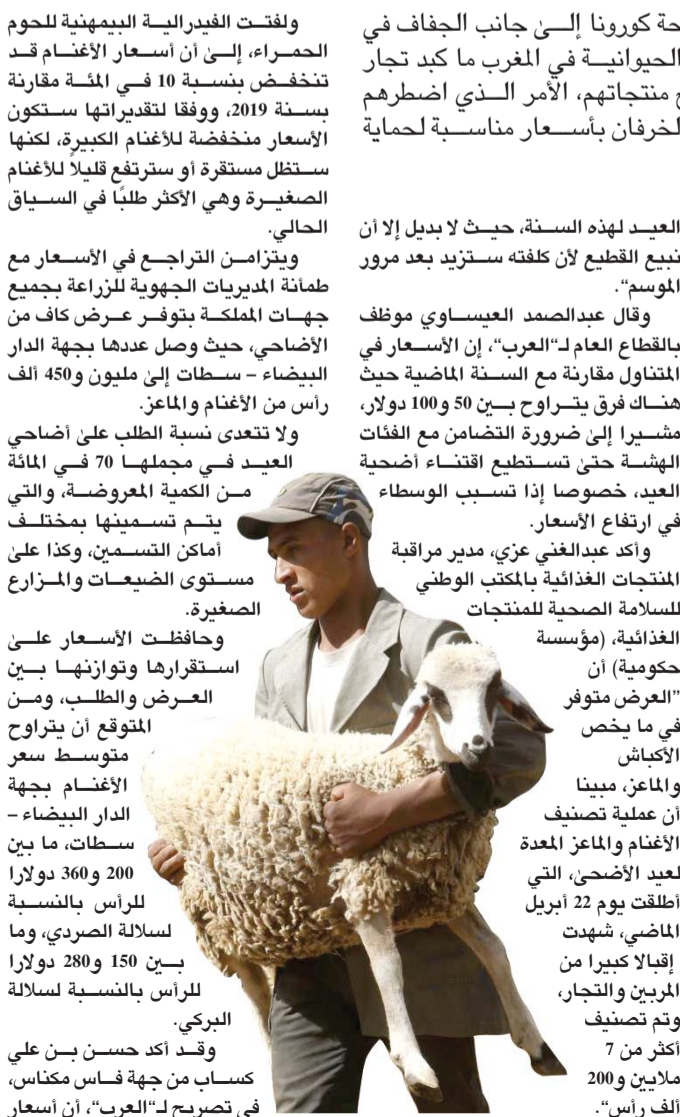 حة كورونا إلى جانب الجفاف في
الحيوانية في المغرب ما كبد تجار
ع منتجاتهم، الأمر الذي اضطرهم
لخرفان بأسعار مناسبة لحماية
العيد لهذه السنة، حيث لا بديل إلا أن
نبيع القطيع لأن كلفته ستزيد بعد مرور
الموسم“.
وقال عبدالصمد العيساوي موظف
بالقطاع العام لـ“العرب“، إن الأسعار في
المتناول مقارنة مع السنة الماضية حيث
هناك فرق يتراوح بين 50 و100 دولار،
مشيرا إلى ضرورة التضامن مع الفئات
الهشة حتى تستطيع اقتناء أضحية
العيد، خصوصا إذا تسبب الوسطاء
في ارتفاع الأسعار.
وأكد عبدالغني عزي، مدير مراقبة
المنتجات الغذائية بالمكتب الوطني
للسلامة الصحية للمنتجات
الغذائية، (مؤسسة
حكومية) أن
”العرض متوفر
في ما يخص
الأكباش
والماعز، مبينا
أن عملية تصنيف
الأغنام والماعز المعدة
لعيد الأضحى، التي
أطلقت يوم 22 أبريل
الماضي، شهدت
إقبالا كبيرا من
المربين والتجار،
وتم تصنيف
أكثر من 7
ملايين و200
ألف رأس“.
ولفتت الفيدرالية البيمهنية للحوم
الحمراء، إلى أن أسعار الأغنام قد
تنخفض بنسبة 10 في المئة مقارنة
بسنة 2019، ووفقا لتقديراتها ستكون
الأسعار منخفضة للأغنام الكبيرة، لكنها
ستظل مستقرة أو سترتفع قليلاً للأغنام
الصغيرة وهي الأكثر طلبًا في السياق
الحالي.
ويتزامن التراجع في الأسعار مع
طمأنة المديريات الجهوية للزراعة بجميع
جهات المملكة بتوفر عرض كاف من
الأضاحي، حيث وصل عددها بجهة الدار
البيضاء – سطات إلى مليون و450 ألف
رأس من الأغنام والماعز.
ولا تتعدى نسبة الطلب على أضاحي
العيد في مجملها 70 في المائة
من الكمية المعروضة، والتي
يتم تسمينها بمختلف
أماكن التسمين، وكذا على
مستوى الضيعات والمزارع
الصغيرة.
وحافظت الأسعار على
استقرارها وتوازنها بين
العرض والطلب، ومن
المتوقع أن يتراوح
متوسط سعر
الأغنام بجهة
الدار البيضاء –
سطات، ما بين
200 و360 دولارا
للرأس بالنسبة
لسلالة الصردي، وما
بين 150 و280 دولارا
للرأس بالنسبة لسلالة
البركي.
وقد أكد حسن بن علي
كساب من جهة فاس مكناس،
في تصريح لـ“العرب“، أن أسعار